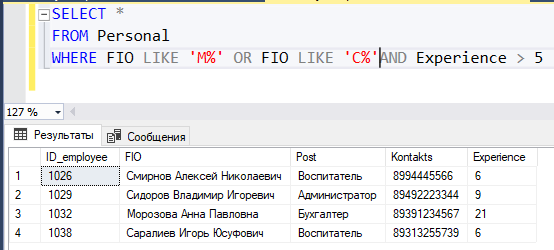 SELECT *
FROM Personal
WHERE FIO LIKE 'М%' OR FIO LIKE 'С%'AND Experience > 5
127 %
Результаты Сообщения
ID_employee FIO Post Kontakts Experience
1 1026 Смирнов Алексей Николаевич Воспитатель 8994445566 6
2 1029 Сидоров Владимир Игоревич Администратор 89492223344 9
3 1032 Морозова Анна Павловна Бухгалтер 89391234567 21
4 1038 Саралиев Игорь Юсуфович Воспитатель 89313255739 6